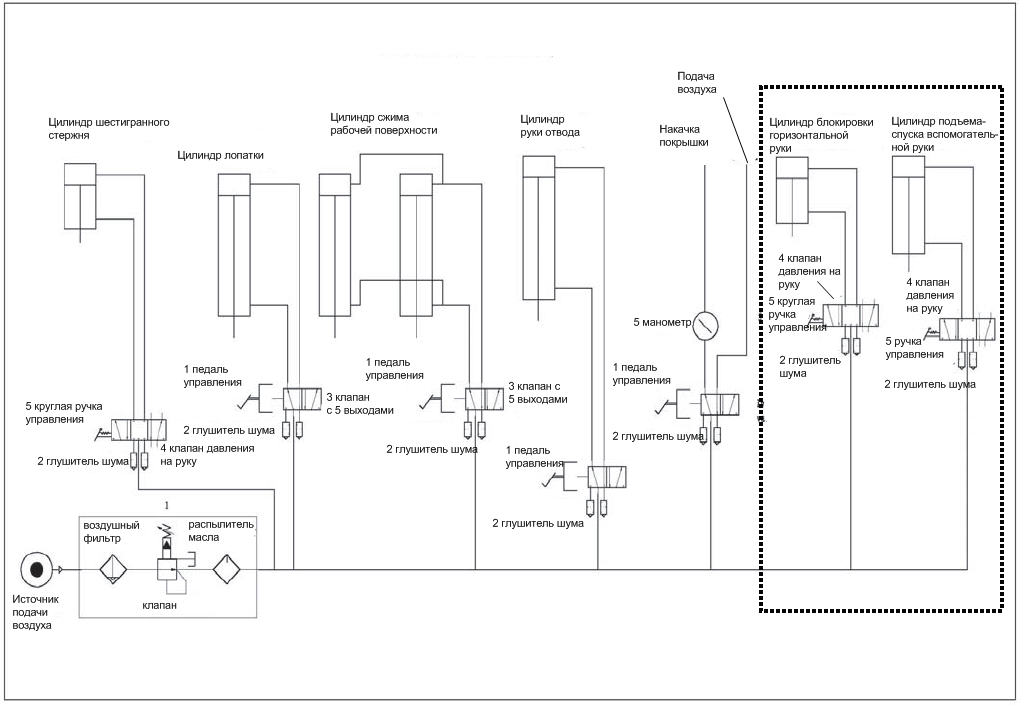 Подача
воздуха
Цилиндр шестигранного
стержня
Цилиндр лопатки
Цилиндр сжима
рабочей поверхности
Цилиндр
руки отвода
Накачка
покрышки
Цилиндр блокировки
горизонтальной
руки
Цилиндр подъема-
спуска вспомогатель-
ной руки
4 клапан
давления на
руку
4 клапан
давления
на руку
5 круглая
ручка
управления
5 манометр
5 ручка
управления
2 глушитель
шума
2 глушитель шума
1 педаль
управления
3 клапан
с 5 выходами
2 глушитель шума
1 педаль
управления
3 клапан с
5 выходами
2 глушитель шума
1 педаль
управления
2 глушитель шума
5 круглая ручка
управления
2 глушитель шума
4 клапан давления
на руку
1 педаль
управления
2 глушитель шума
1
воздушный
фильтр
распылитель
масла
клапан
Источник
подачи
воздуха